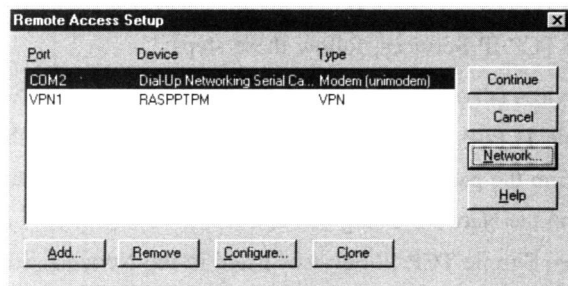 Remote Access Setup
Port Device Type
COM2 Dial-Up Networking Serial Ca... Modem (unimodem)
VPN1 RASPPTPM VPN
Continue
Cancel
Network...
Help
Add... Remove Configure... Clone